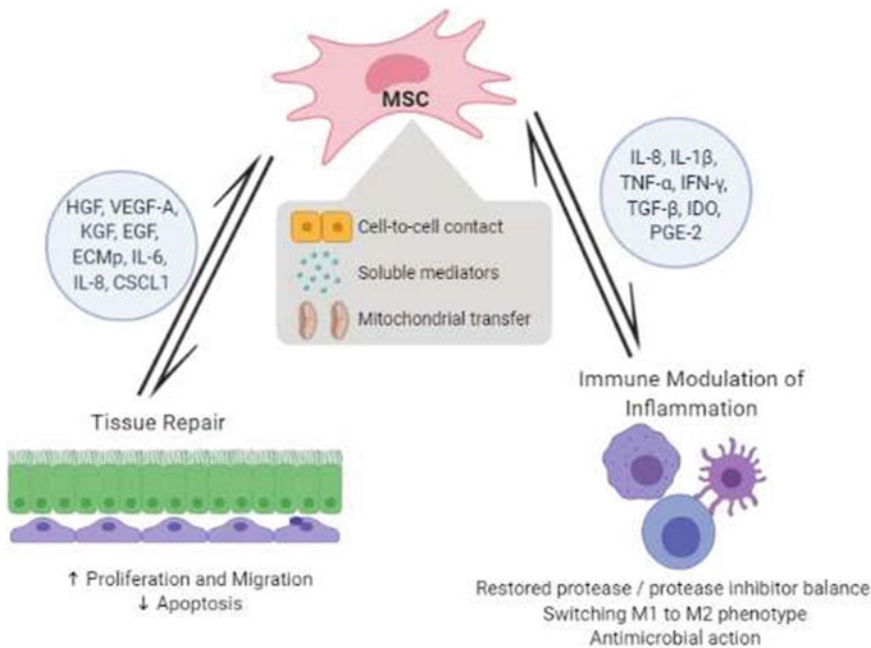 MSC
HGF, VEGF-A,
KGF, EGF,
ECMp, IL-6,
IL-8, CSCL1
IL-8, IL-1β,
TNF-α, IFN-γ,
TGF-β, IDO,
PGE-2
Cell-to-cell contact
Soluble mediators
Mitochondrial transfer
Tissue Repair
↑ Proliferation and Migration
↓ Apoptosis
Immune Modulation of
Inflammation
Restored protease / protease inhibitor balance
Switching M1 to M2 phenotype
Antimicrobial action